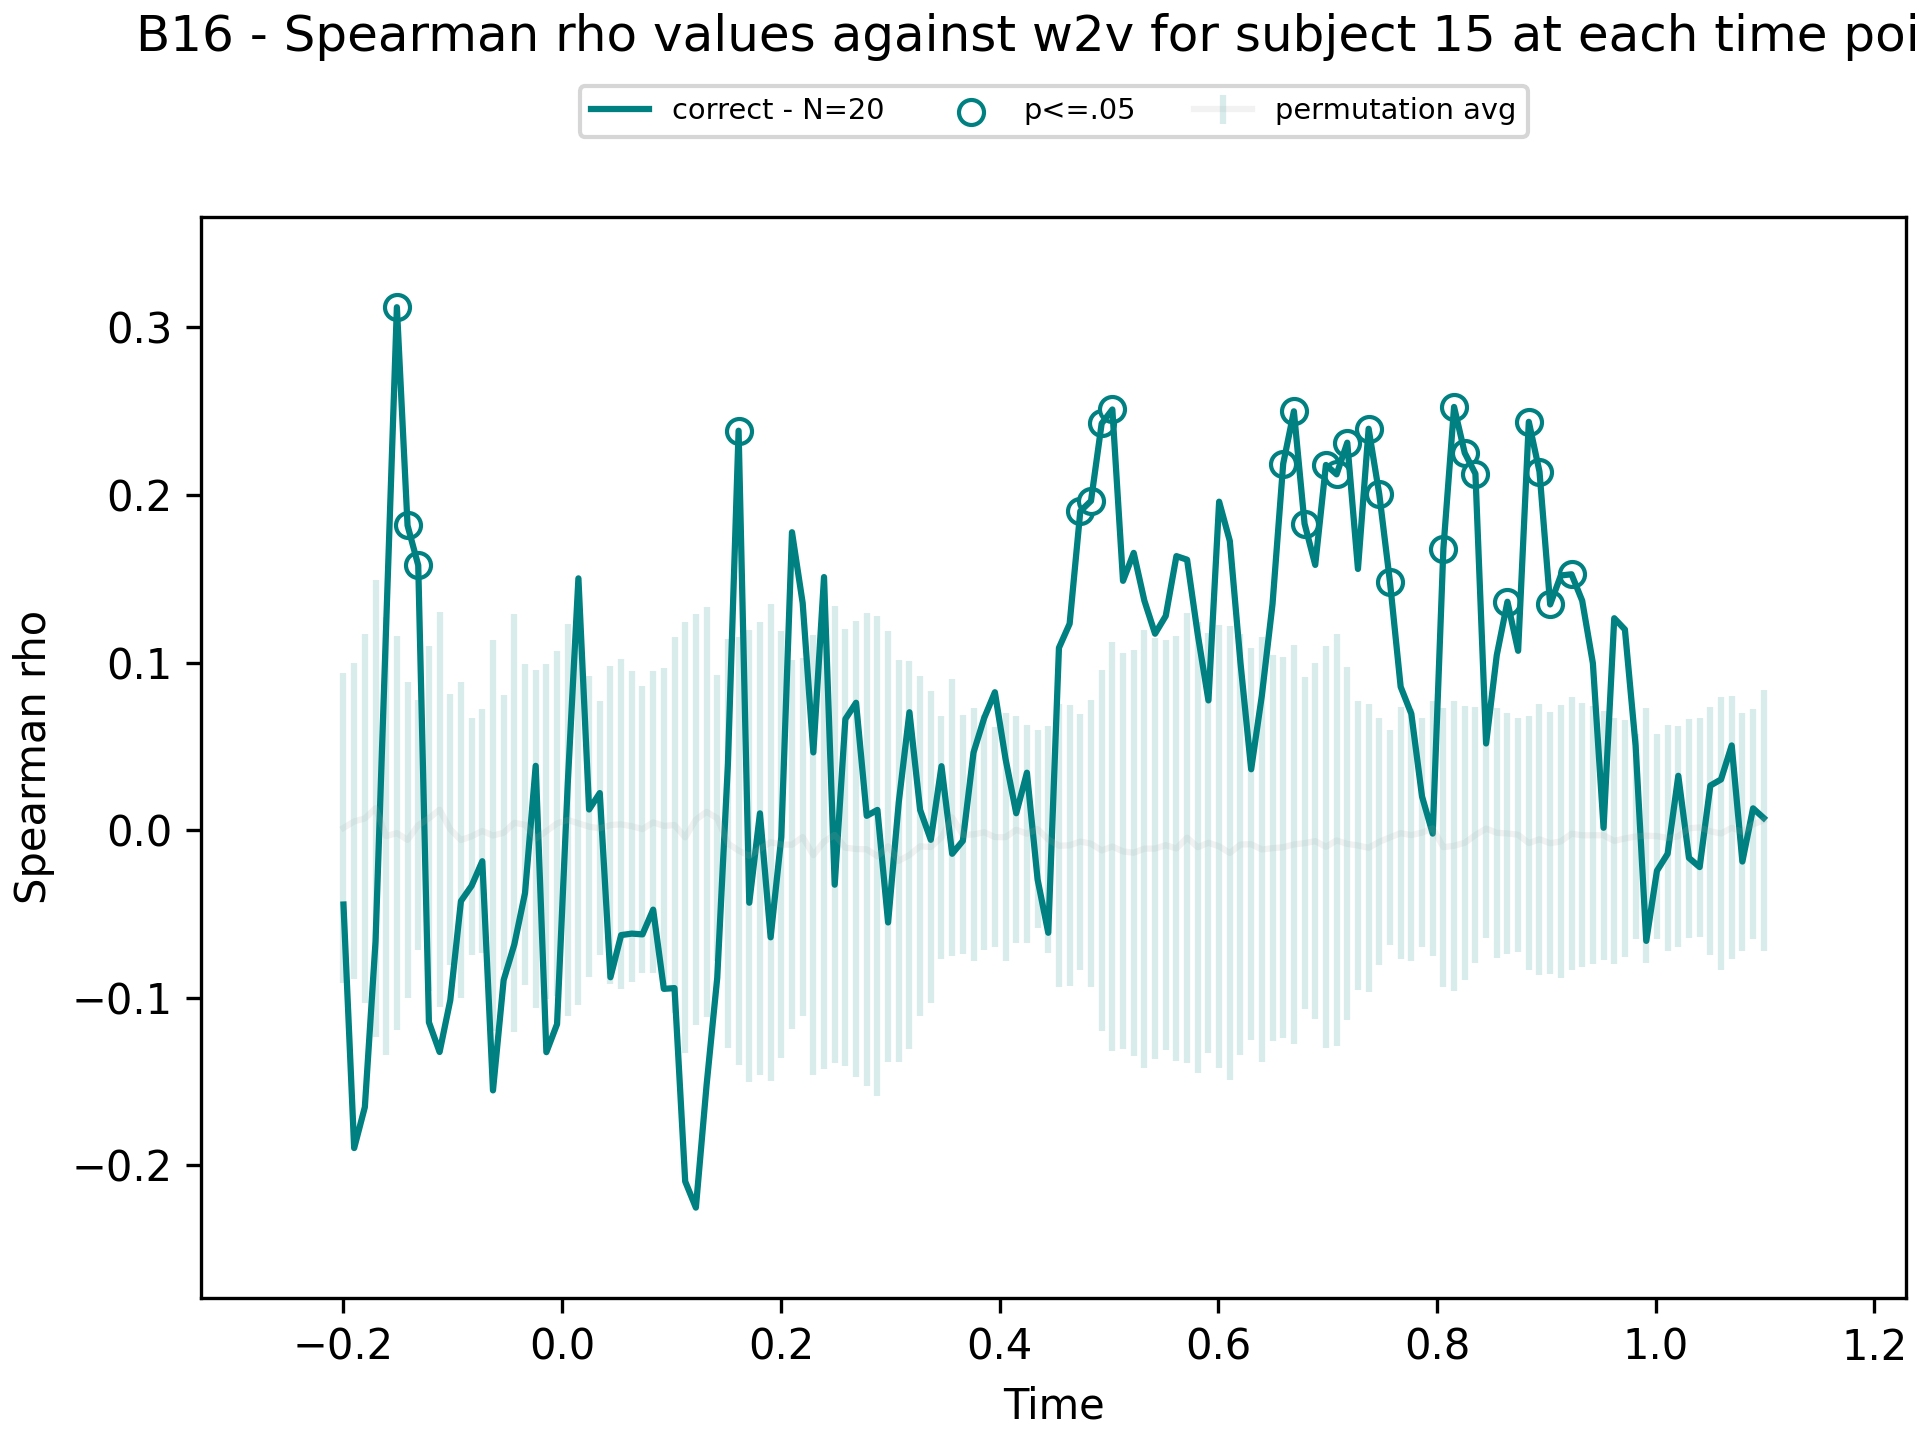 B16 - Spearman rho values against w2v for subject 15 at each time poi
correct - N=20
p<=.05
permutation avg
Spearman rho
0.3
0.2
0.1
0.0
−0.1
−0.2
−0.2
0.0
0.2
0.4
0.6
0.8
1.0
1.2
Time